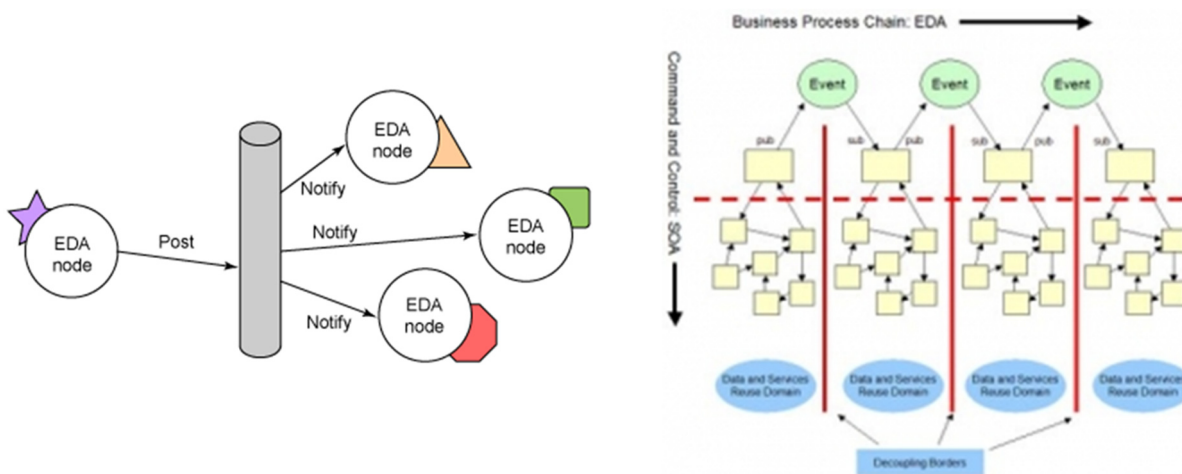 EDA
node
Post
EDA
node
Notify
Notify
EDA
node
Notify
EDA
node
Business Process Chain: EDA
Command and Control: SOA
Event
Event
Event
pub
sub
pub
sub
pub
sub
Data and Services
Reuse Domain
Data and Services
Reuse Domain
Data and Services
Reuse Domain
Data and Services
Reuse Domain
Decoupling Borders